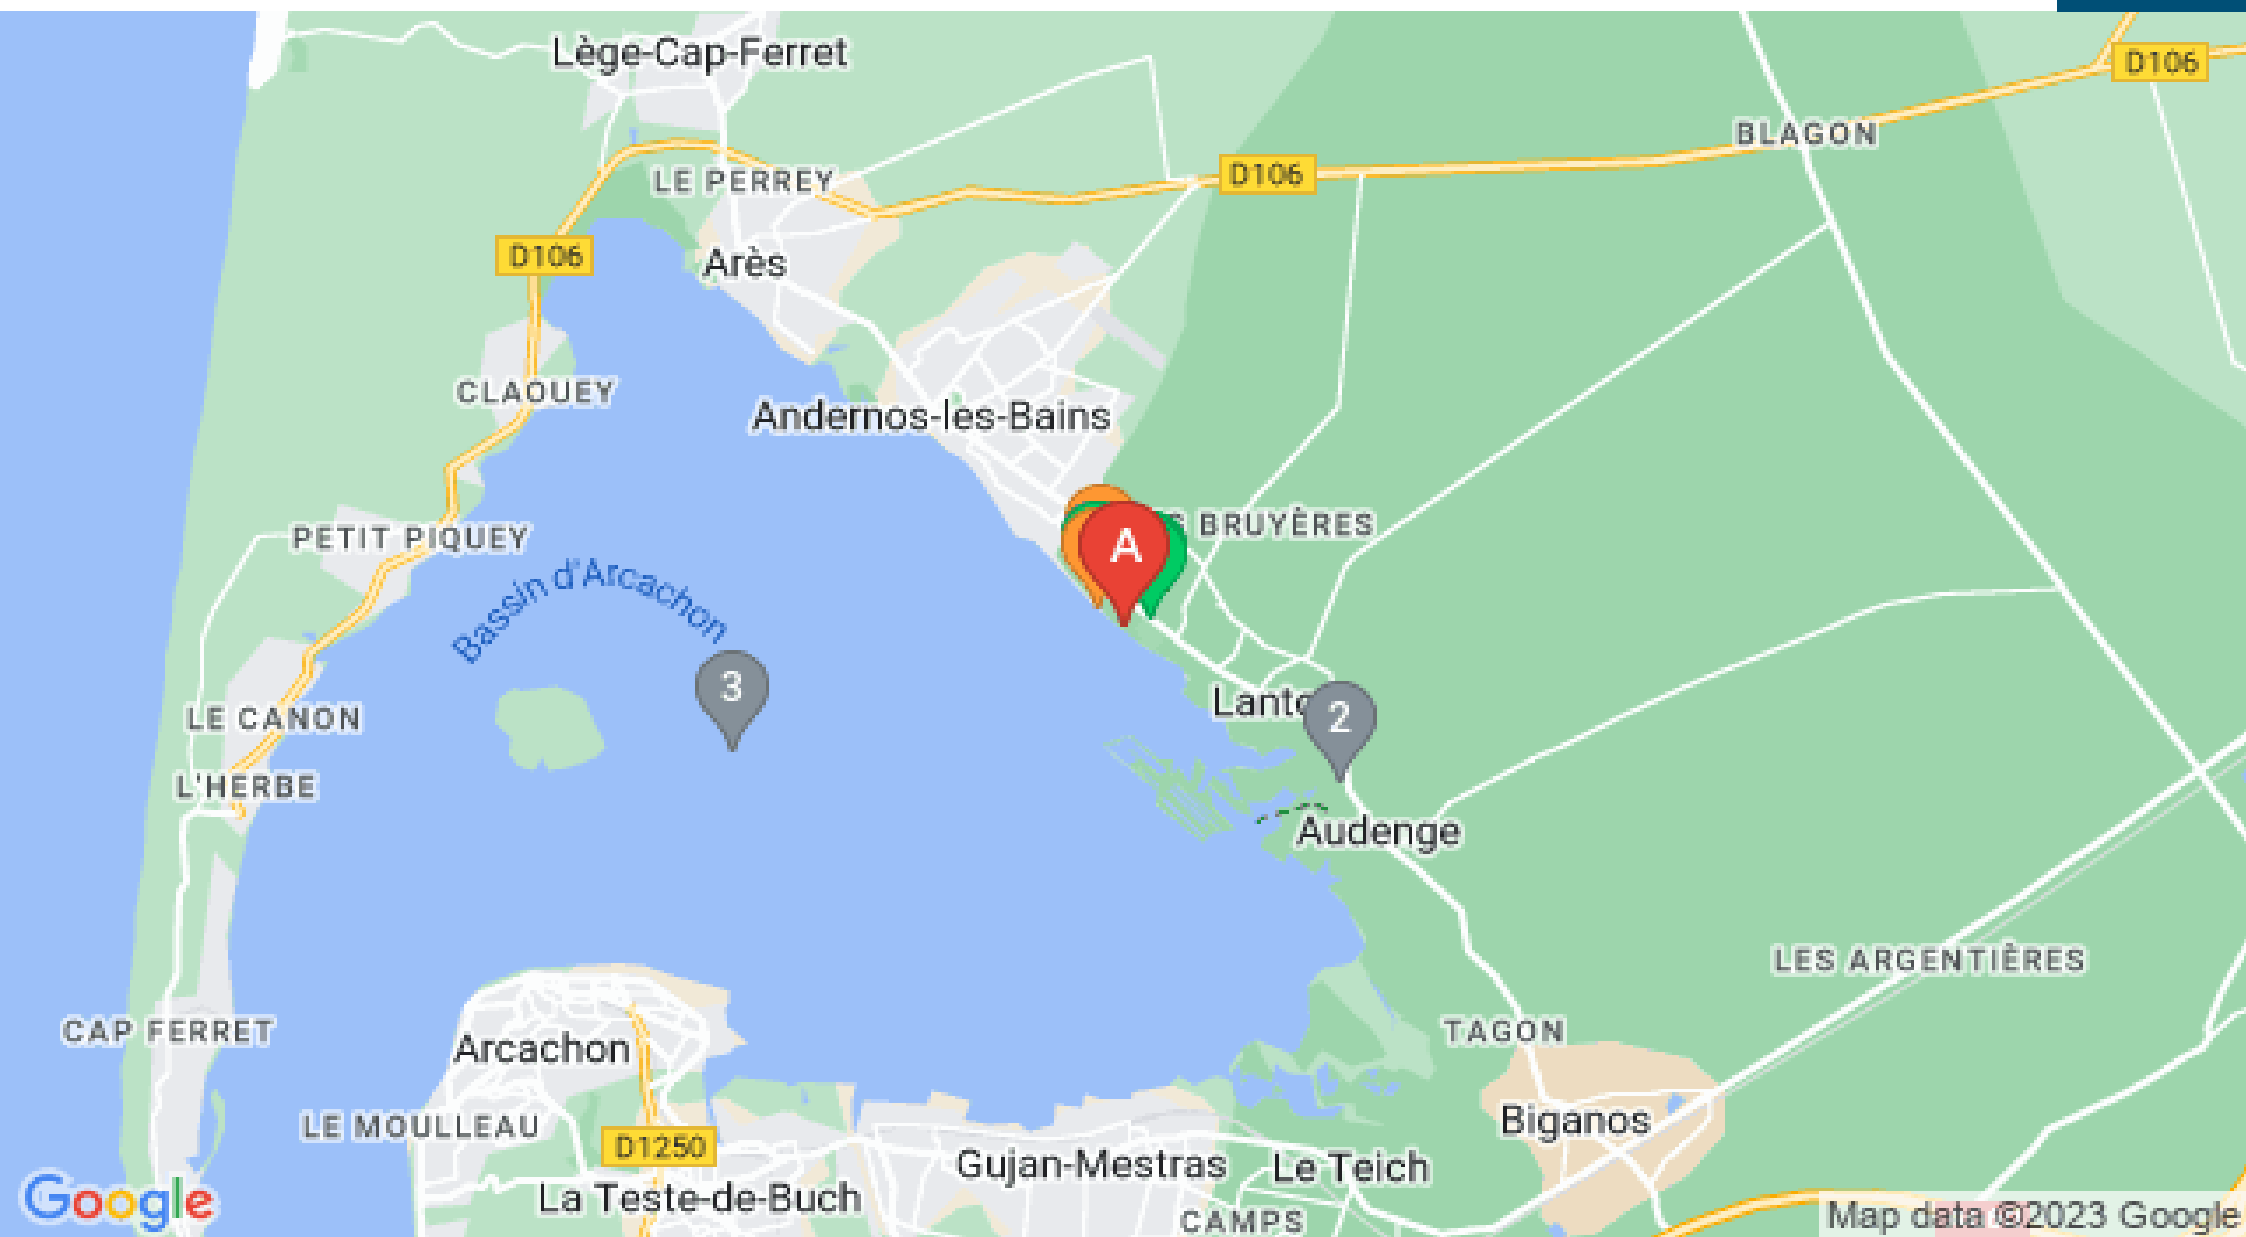 Lège-Cap-Ferret
D106
BLAGON
D106
LE PERREY
D106
Arès
CLAOUEY
Andernos-les-Bains
BRUYÈRES
PETIT PIQUEY
A
Bassin d'Arcachon
3
2
LE CANON
L'HERBE
Audenge
LES ARGENTIÈRES
CAP FERRET
TAGON
Arcachon
LE MOULLEAU
D1250
Biganos
Gujan-Mestras
Le Teich
La Teste-de-Buch
CAMPS
Google
Map data ©2023 Google